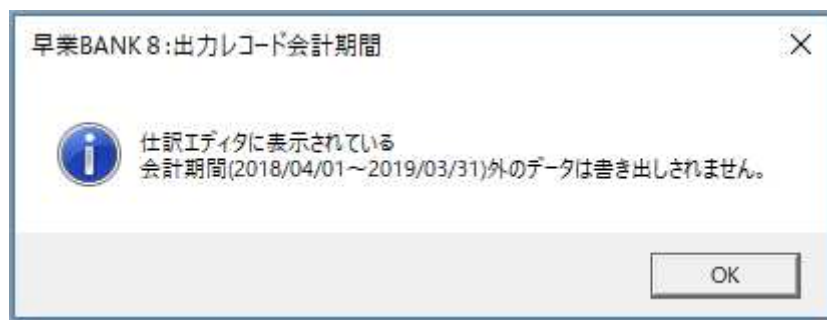 早業BANK 8:出力レコード会計期間
仕訳エディタに表示されている
会計期間(2018/04/01～2019/03/31)外のデータは書き出しされません。
OK